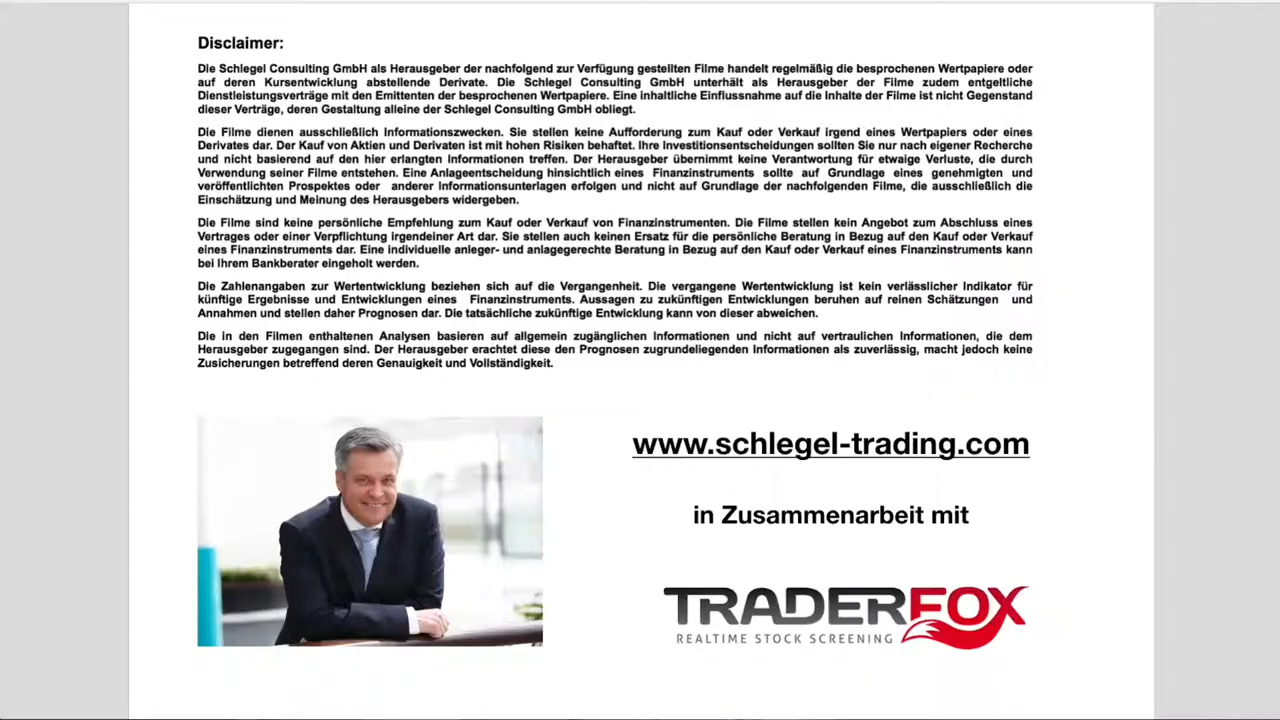 Disclaimer:
Die Schlegel Consulting GmbH als Herausgeber der nachfolgend zur Verfügung gestellten Filme handelt regelmäßig die besprochenen Wertpapiere oder
auf deren Kursentwicklung abstellende Derivate. Die Schlegel Consulting GmbH unterhält als Herausgeber der Filme zudem entgeltliche
Dienstleistungsverträge mit den Emittenten der besprochenen Wertpapiere. Eine inhaltliche Einflussnahme auf die Inhalte der Filme ist nicht Gegenstand
dieser Verträge, deren Gestaltung alleine der Schlegel Consulting GmbH obliegt.
Die Filme dienen ausschließlich Informationszwecken. Sie stellen keine Aufforderung zum Kauf oder Verkauf irgend eines Wertpapiers oder eines
Derivates dar. Der Kauf von Aktien und Derivaten ist mit hohen Risiken behaftet. Ihre Investitionsentscheidungen sollten Sie nur nach eigener Recherche
und nicht basierend auf den hier erlangten Informationen treffen. Der Herausgeber übernimmt keine Verantwortung für etwaige Verluste, die durch
Verwendung seiner Filme entstehen. Eine Anlageentscheidung hinsichtlich eines Finanzinstruments sollte auf Grundlage eines genehmigten und
veröffentlichten Prospektes oder anderer Informationsunterlagen erfolgen und nicht auf Grundlage der nachfolgenden Filme, die ausschließlich die
Einschätzung und Meinung des Herausgebers widergeben.
Die Filme sind keine persönliche Empfehlung zum Kauf oder Verkauf von Finanzinstrumenten. Die Filme stellen kein Angebot zum Abschluss eines
Vertrages oder einer Verpflichtung irgendeiner Art dar. Sie stellen auch keinen Ersatz für die persönliche Beratung in Bezug auf den Kauf oder Verkauf
eines Finanzinstruments dar. Eine individuelle anleger- und anlagegerechte Beratung in Bezug auf den Kauf oder Verkauf eines Finanzinstruments kann
bei Ihrem Bankberater eingeholt werden.
Die Zahlenangaben zur Wertentwicklung beziehen sich auf die Vergangenheit. Die vergangene Wertentwicklung ist kein verlässlicher Indikator für
künftige Ergebnisse und Entwicklungen eines Finanzinstruments. Aussagen zu zukünftigen Entwicklungen beruhen auf reinen Schätzungen und
Annahmen und stellen daher Prognosen dar. Die tatsächliche zukünftige Entwicklung kann von dieser abweichen.
Die in den Filmen enthaltenen Analysen basieren auf allgemein zugänglichen Informationen und nicht auf vertraulichen Informationen, die dem
Herausgeber zugegangen sind. Der Herausgeber erachtet diese den Prognosen zugrundeliegenden Informationen als zuverlässig, macht jedoch keine
Zusicherungen betreffend deren Genauigkeit und Vollständigkeit.
www.schlegel-trading.com
in Zusammenarbeit mit
TRADERFOX
REALTIME STOCK SCREENING